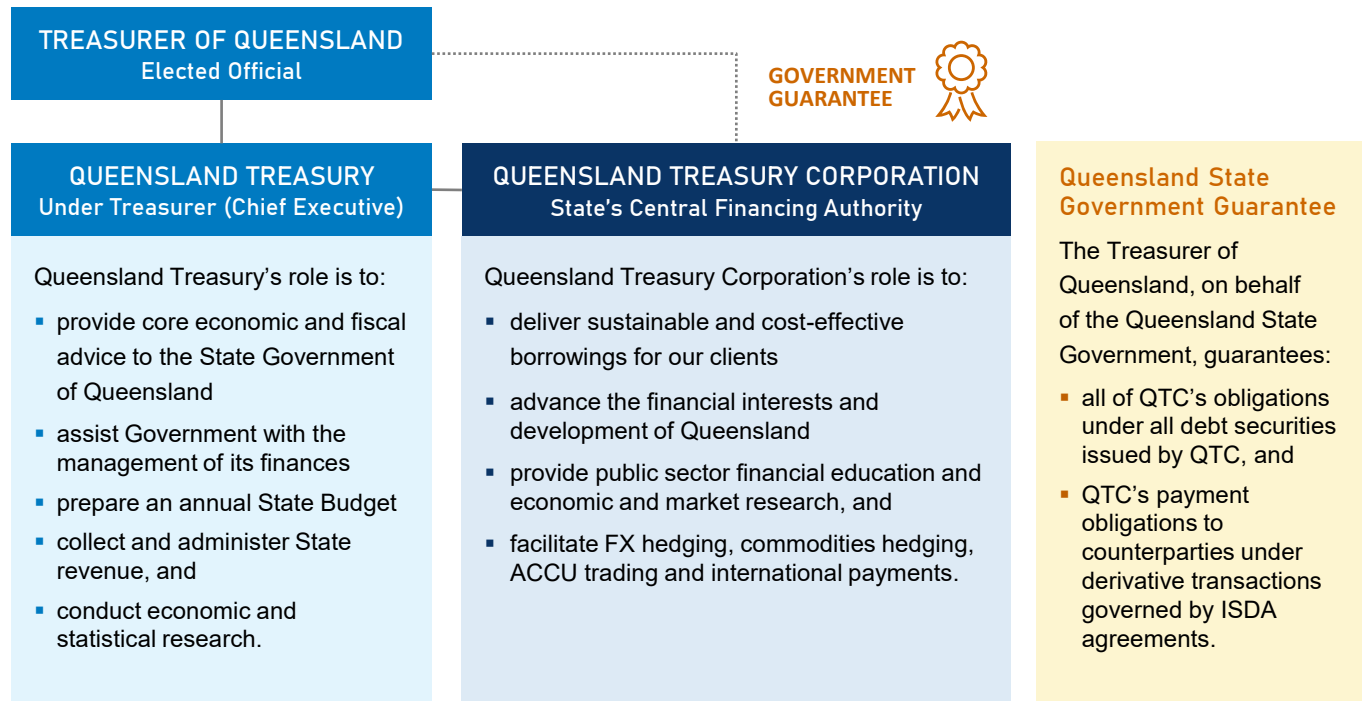 TREASURER OF QUEENSLAND
Elected Official
GOVERNMENT
GUARANTEE
QUEENSLAND TREASURY
Under Treasurer (Chief Executive)
Queensland Treasury’s role is to:
▪ provide core economic and fiscal
advice to the State Government
of Queensland
▪ assist Government with the
management of its finances
▪ prepare an annual State Budget
▪ collect and administer State
revenue, and
▪ conduct economic and
statistical research.
QUEENSLAND TREASURY CORPORATION
State’s Central Financing Authority
Queensland Treasury Corporation’s role is to:
▪ deliver sustainable and cost-effective
borrowings for our clients
▪ advance the financial interests and
development of Queensland
▪ provide public sector financial education and
economic and market research, and
▪ facilitate FX hedging, commodities hedging,
ACCU trading and international payments.
Queensland State
Government Guarantee
The Treasurer of
Queensland, on behalf
of the Queensland State
Government, guarantees:
▪ all of QTC’s obligations
under all debt securities
issued by QTC, and
▪ QTC’s payment
obligations to
counterparties under
derivative transactions
governed by ISDA
agreements.